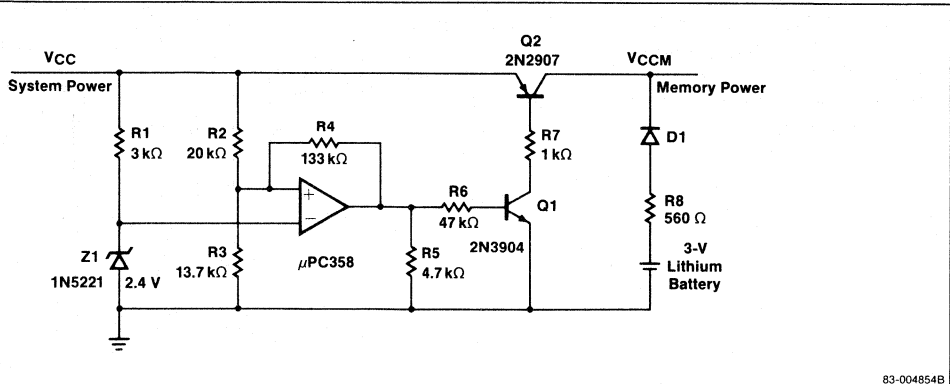 VCC
System Power
R1
3 kΩ
R2
20 kΩ
R4
133 kΩ
+
−
μPC358
Z1
1N5221
2.4 V
R3
13.7 kΩ
R5
4.7 kΩ
R6
47 kΩ
Q2
2N2907
R7
1 kΩ
Q1
2N3904
VCCM
Memory Power
D1
R8
560 Ω
3-V
Lithium
Battery
83-004854B